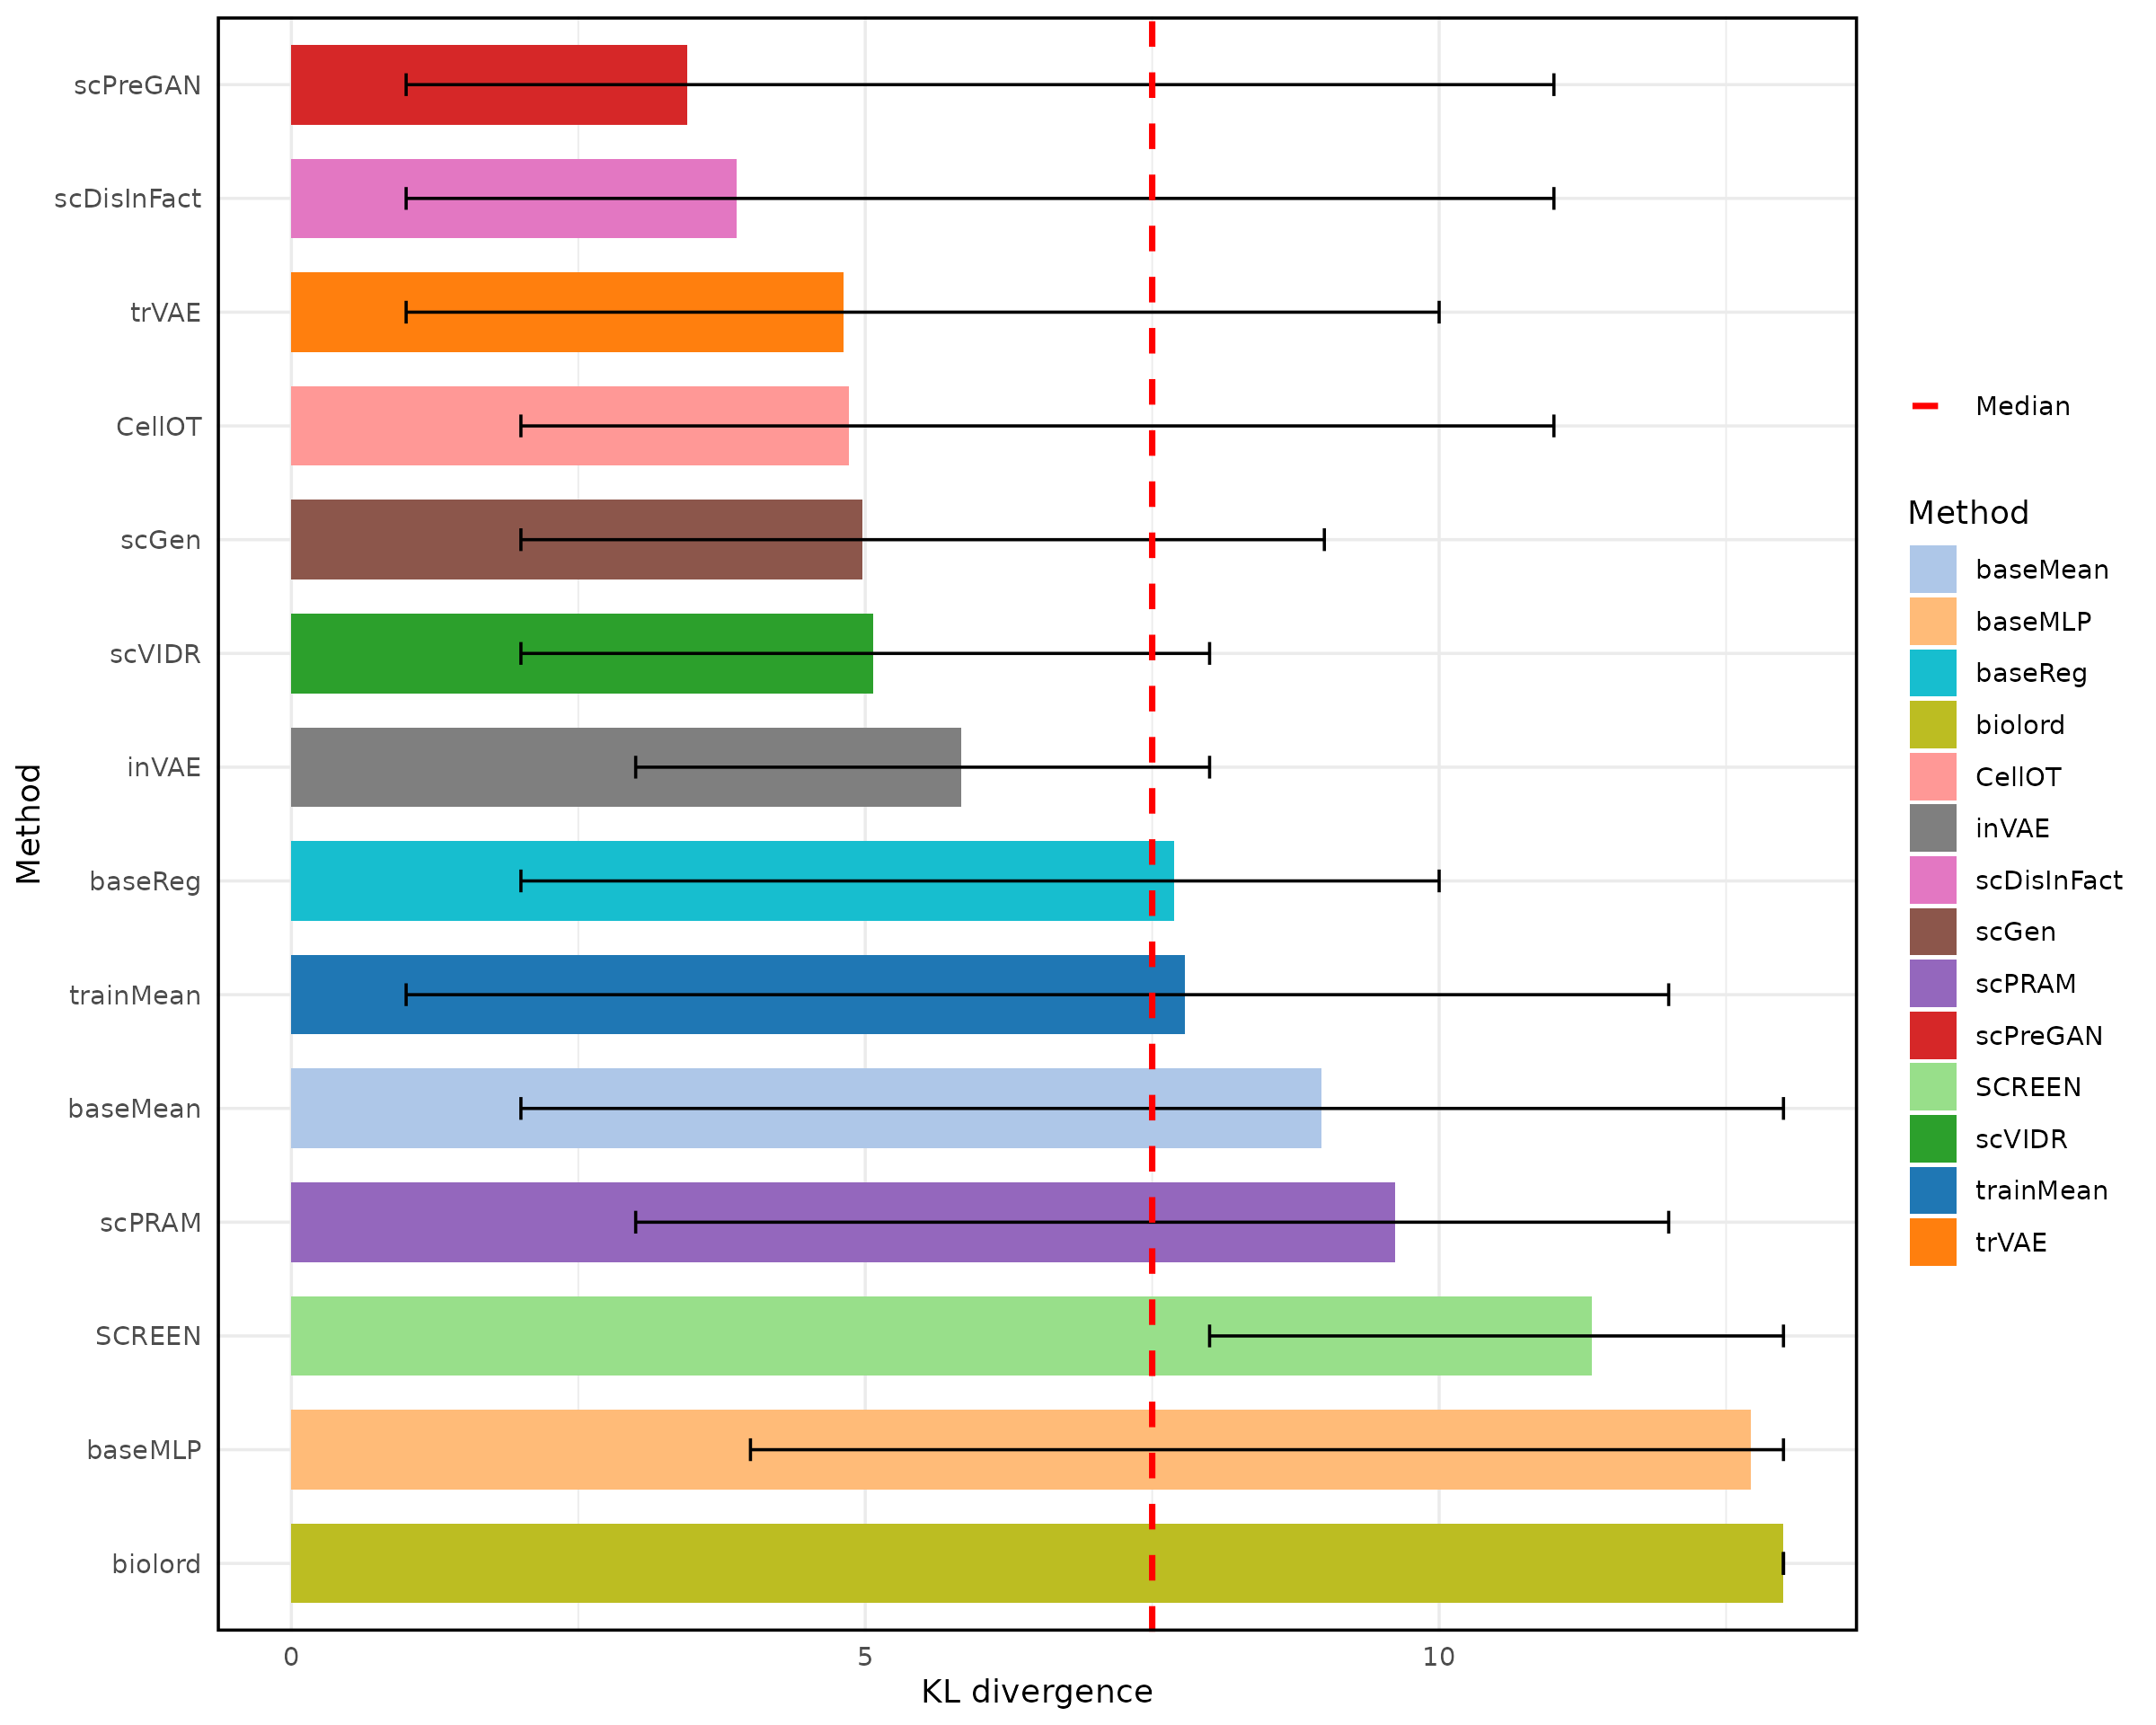 scPreGAN
scDisInFact
trVAE
CellOT
scGen
scVIDR
inVAE
baseReg
trainMean
baseMean
scPRAM
SCREEN
baseMLP
biolord
Method
0 5 10
KL divergence
Median
Method
baseMean
baseMLP
baseReg
biolord
CellOT
inVAE
scDisInFact
scGen
scPRAM
scPreGAN
SCREEN
scVIDR
trainMean
trVAE